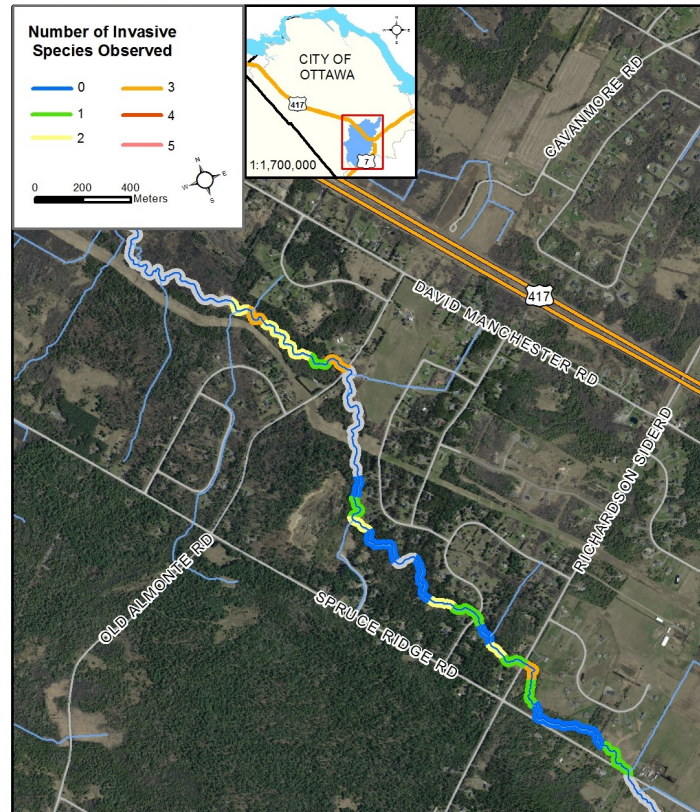 Number of Invasive
Species Observed
0
1
2
3
4
5
N
W E
S
0 200 400
Meters
N
W E
S
CITY OF
OTTAWA
417
7
1:1,700,000
CAVANMORE RD
417
DAVID MANCHESTER RD
RICHARDSON SIDERD
OLD ALMONTE RD
SPRUCE RIDGE RD